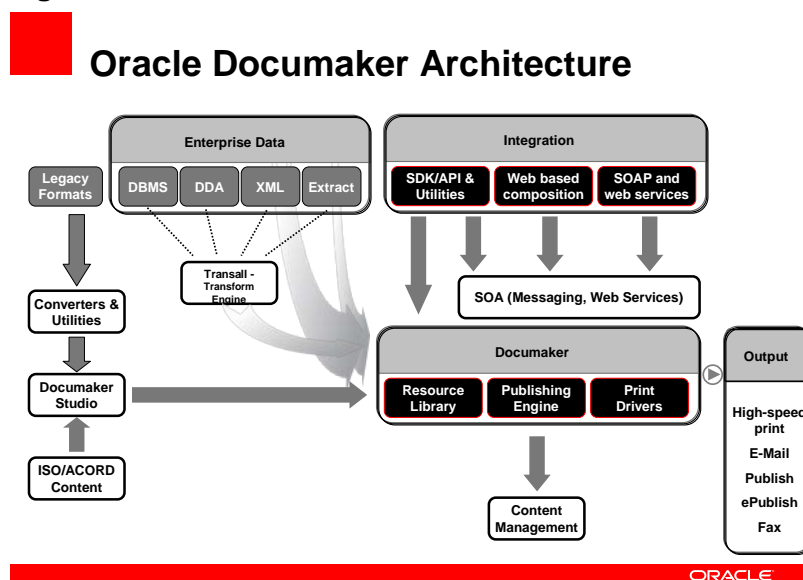 Oracle Documaker Architecture
Enterprise Data
DBMS
DDA
XML
Extract
Integration
SDK/API &
Utilities
Web based
composition
SOAP and
web services
Legacy
Formats
Transall -
Transform
Engine
SOA (Messaging, Web Services)
Converters &
Utilities
Documaker
Resource
Library
Publishing
Engine
Print
Drivers
Documaker
Studio
ISO/ACORD
Content
Content
Management
Output
High-speed
print
E-Mail
Publish
ePublish
Fax
ORACLE